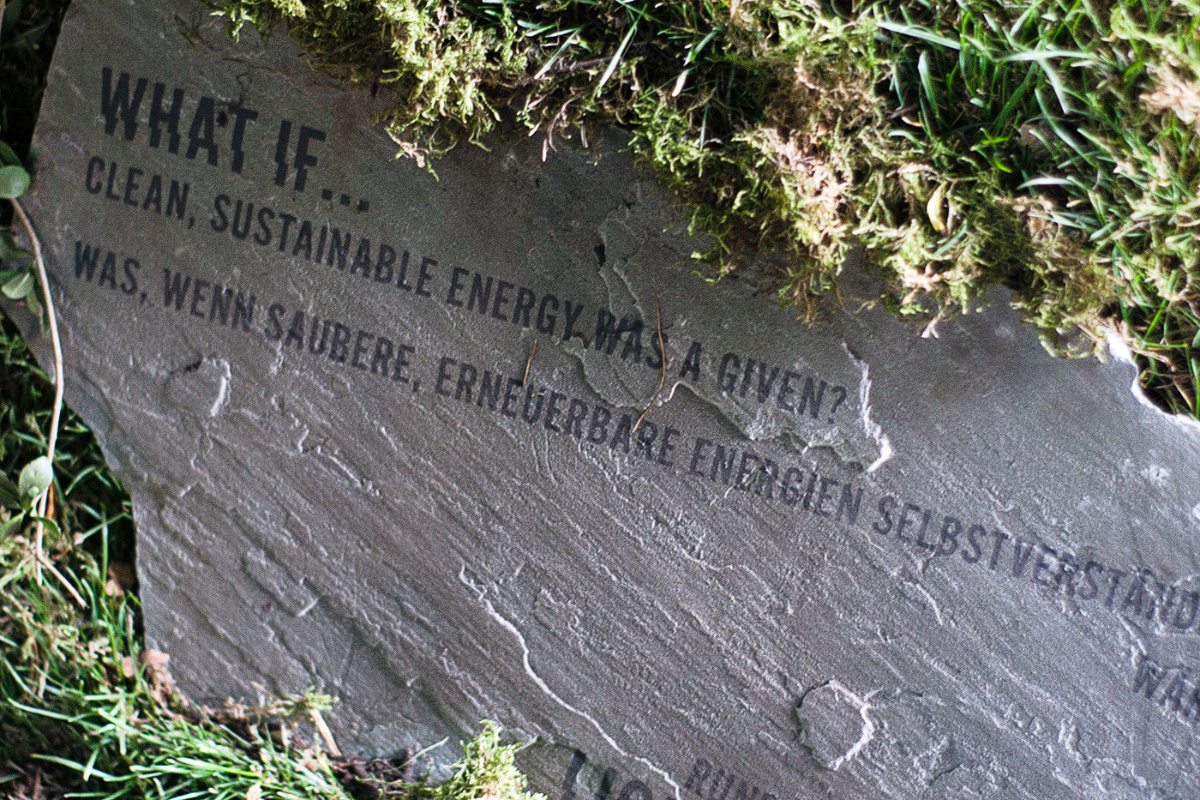 WHAT IF...
CLEAN, SUSTAINABLE ENERGY WAS A GIVEN?
WAS, WENN SAUBERE, ERNEUERBARE ENERGIEN SELBSTVERSTÄND